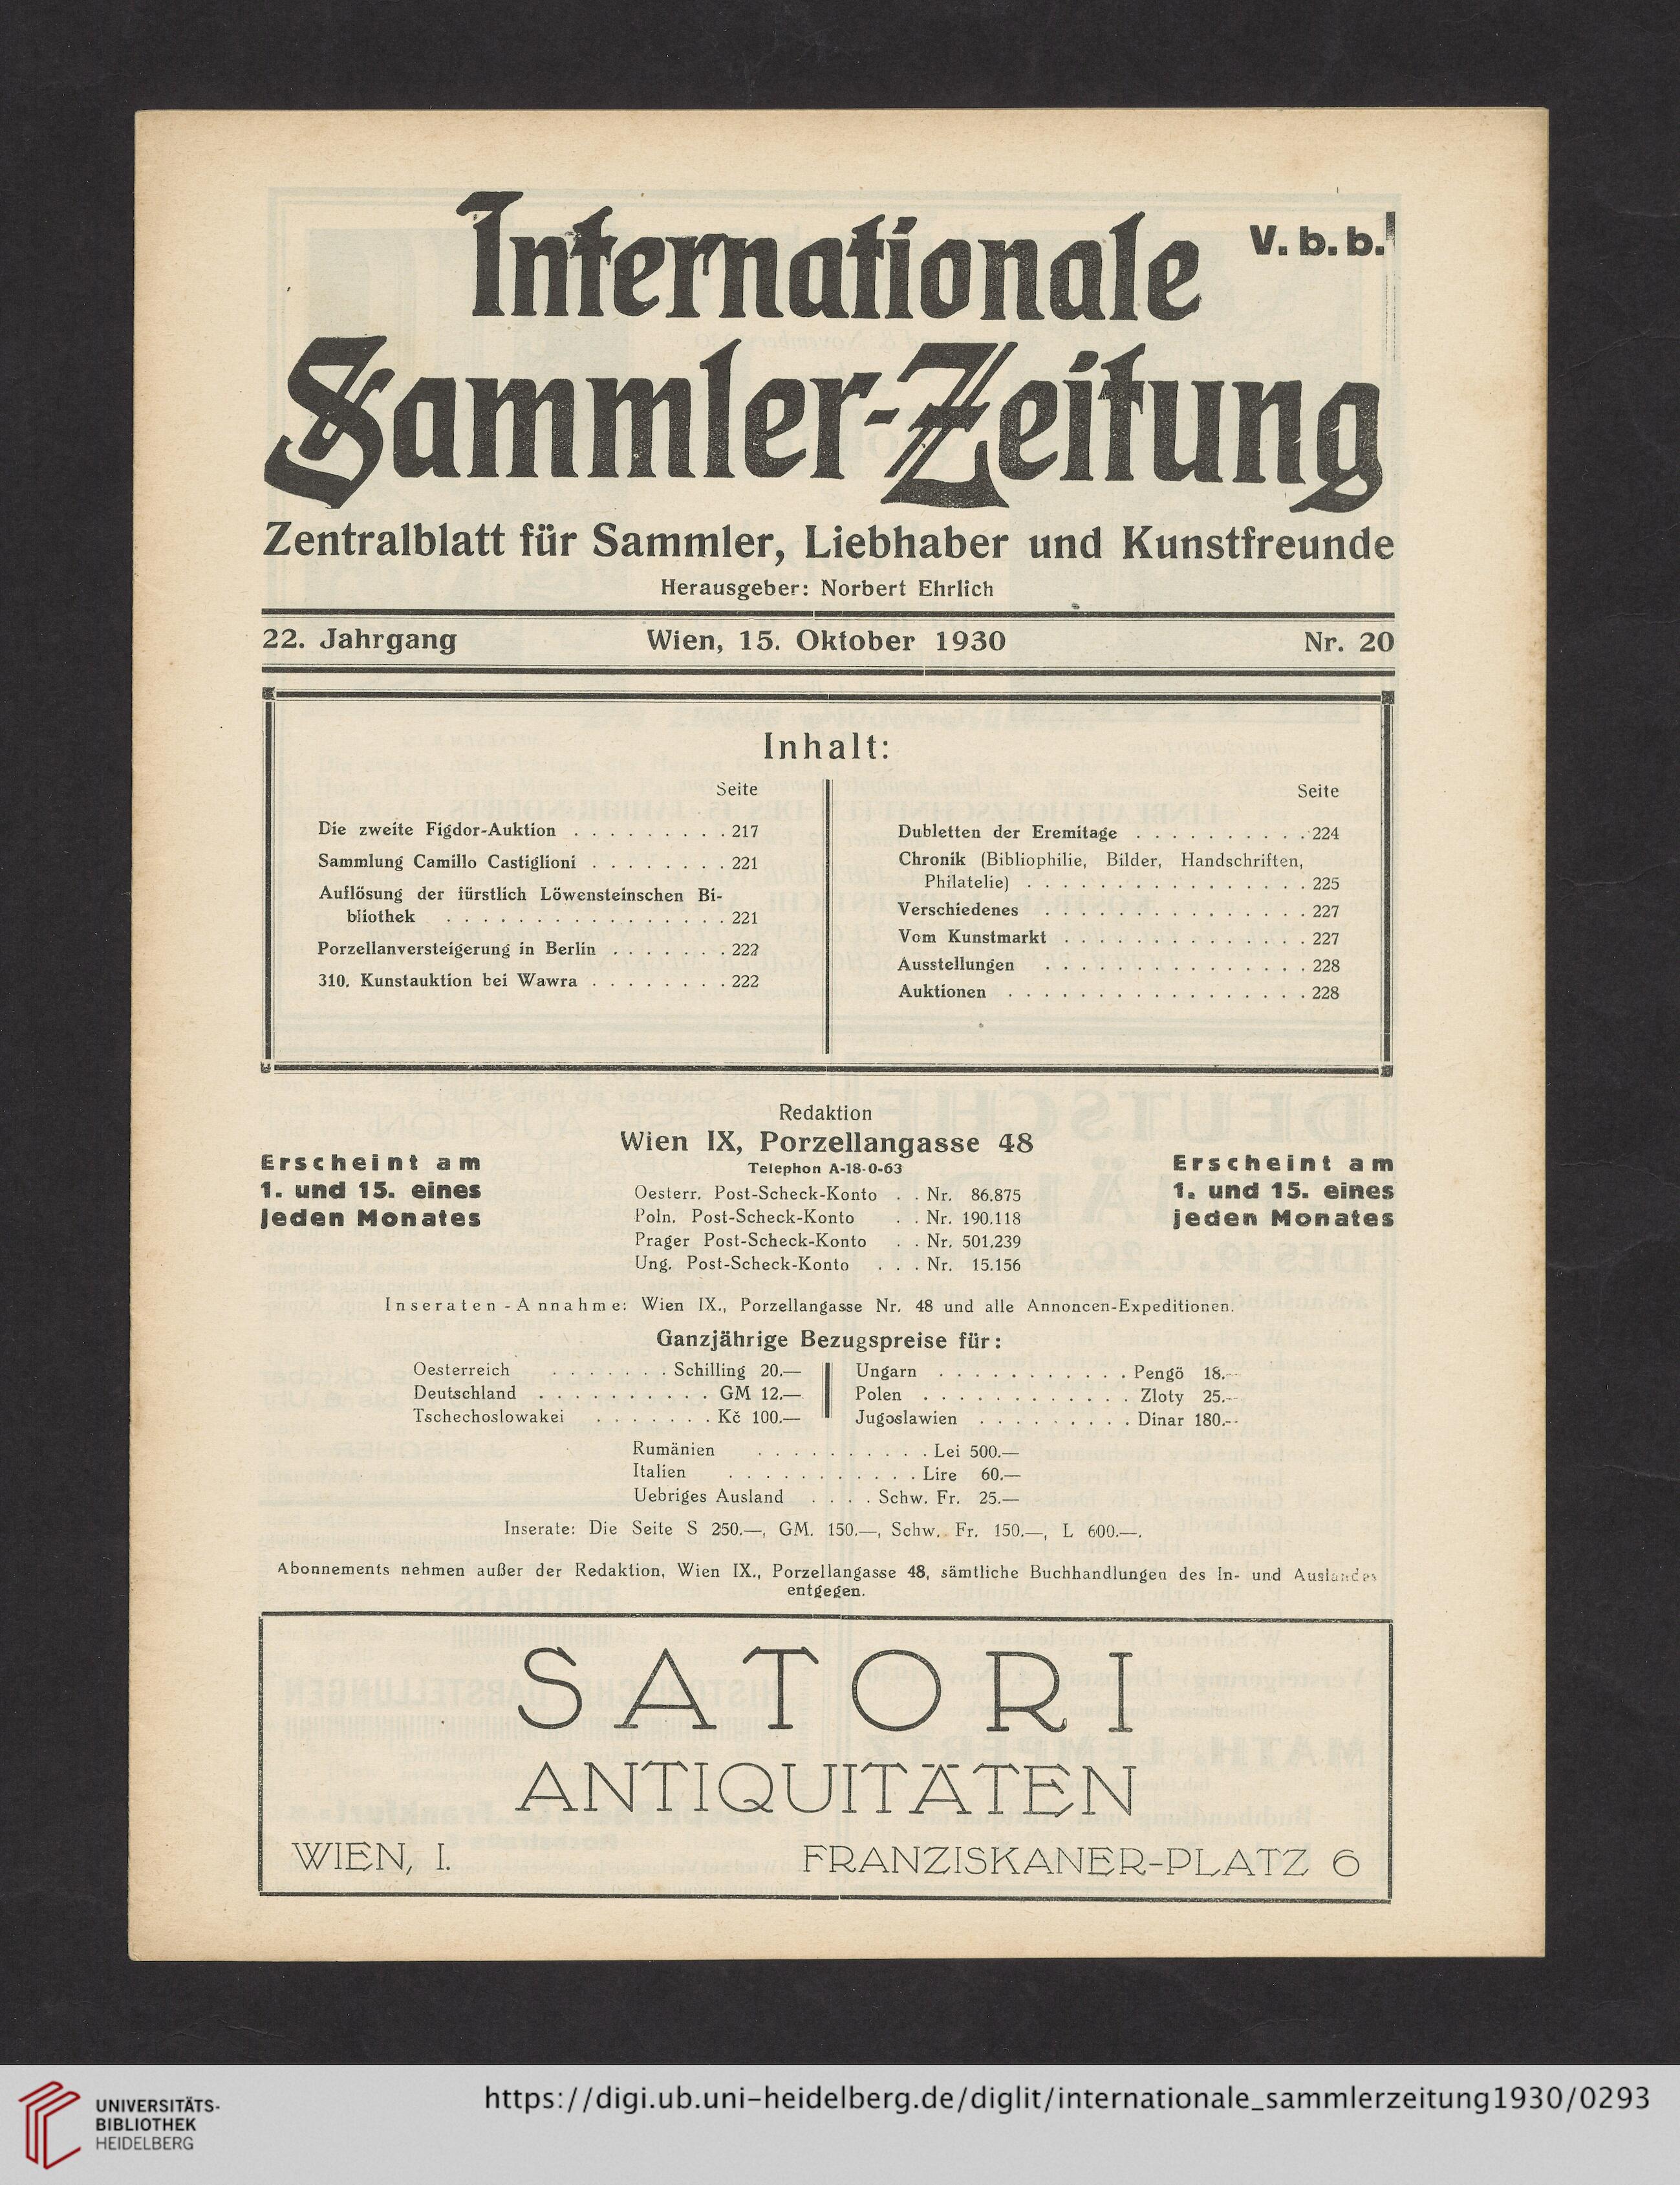 Internationale
V. b. b.
Sammler-Zeitung
Zentralblatt für Sammler, Liebhaber und Kunstfreunde
Herausgeber: Norbert Ehrlich
22. Jahrgang Wien, 15. Oktober 1930 Nr. 20
Inhalt:
Seite
Die zweite Figdor-Auktion . . . . . . . . . 217
Sammlung Camillo Castiglioni . . . . . . . . 221
Auflösung der fürstlich Löwensteinschen Bi-
bliothek . . . . . . . . . . . . . . . . 221
Porzellanversteigerung in Berlin . . . . . . . 222
310. Kunstauktion bei Wawra . . . . . . . . 222
Seite
Dubletten der Eremitage . . . . . . . . . . 224
Chronik (Bibliophilie, Bilder, Handschriften,
Philatelie) . . . . . . . . . . . . . . . . 225
Verschiedenes . . . . . . . . . . . . . . . 227
Vom Kunstmarkt . . . . . . . . . . . . . . 227
Ausstellungen . . . . . . . . . . . . . . . 228
Auktionen . . . . . . . . . . . . . . . . . 228
Redaktion
Wien IX, Porzellangasse 48
Telephon A-18-0-63
Erscheint am
1. und 15. eines
jeden Monates
Oesterr. Post-Scheck-Konto . . Nr. 86.875
Poln. Post-Scheck-Konto . . Nr. 190.118
Prager Post-Scheck-Konto . . Nr. 501.239
Ung. Post-Scheck-Konto . . . Nr. 15.156
Erscheint am
1. und 15. eines
jeden Monates
Inseraten-Annahme: Wien IX., Porzellangasse Nr. 48 und alle Annoncen-Expeditionen.
Ganzjährige Bezugspreise für:
Oesterreich . . . . . . . Schilling 20.—
Deutschland . . . . . . . . . . GM 12.—
Tschechoslowakei . . . . . . . Kč 100.—
Ungarn . . . . . . . . . . . Pengö 18.—
Polen . . . . . . . . . . . . Zloty 25.—
Jugoslawien . . . . . . . . . Dinar 180.—
Rumänien . . . . . . . . . . Lei 500.—
Italien . . . . . . . . . . . Lire 60.—
Uebriges Ausland . . . . Schw. Fr. 25.—
Inserate: Die Seite S 250.—, GM. 150.—, Schw. Fr. 150.—, L 600.—.
Abonnements nehmen außer der Redaktion, Wien IX., Porzellangasse 48, sämtliche Buchhandlungen des In- und Auslandes
entgegen.
SATORI
ANTIQUITÄTEN
WIEN, I. FRANZISKANER-PLATZ 6
UNIVERSITÄTS-
BIBLIOTHEK
HEIDELBERG
https://digi.ub.uni-heidelberg.de/diglit/internationale_sammlerzeitung1930/0293